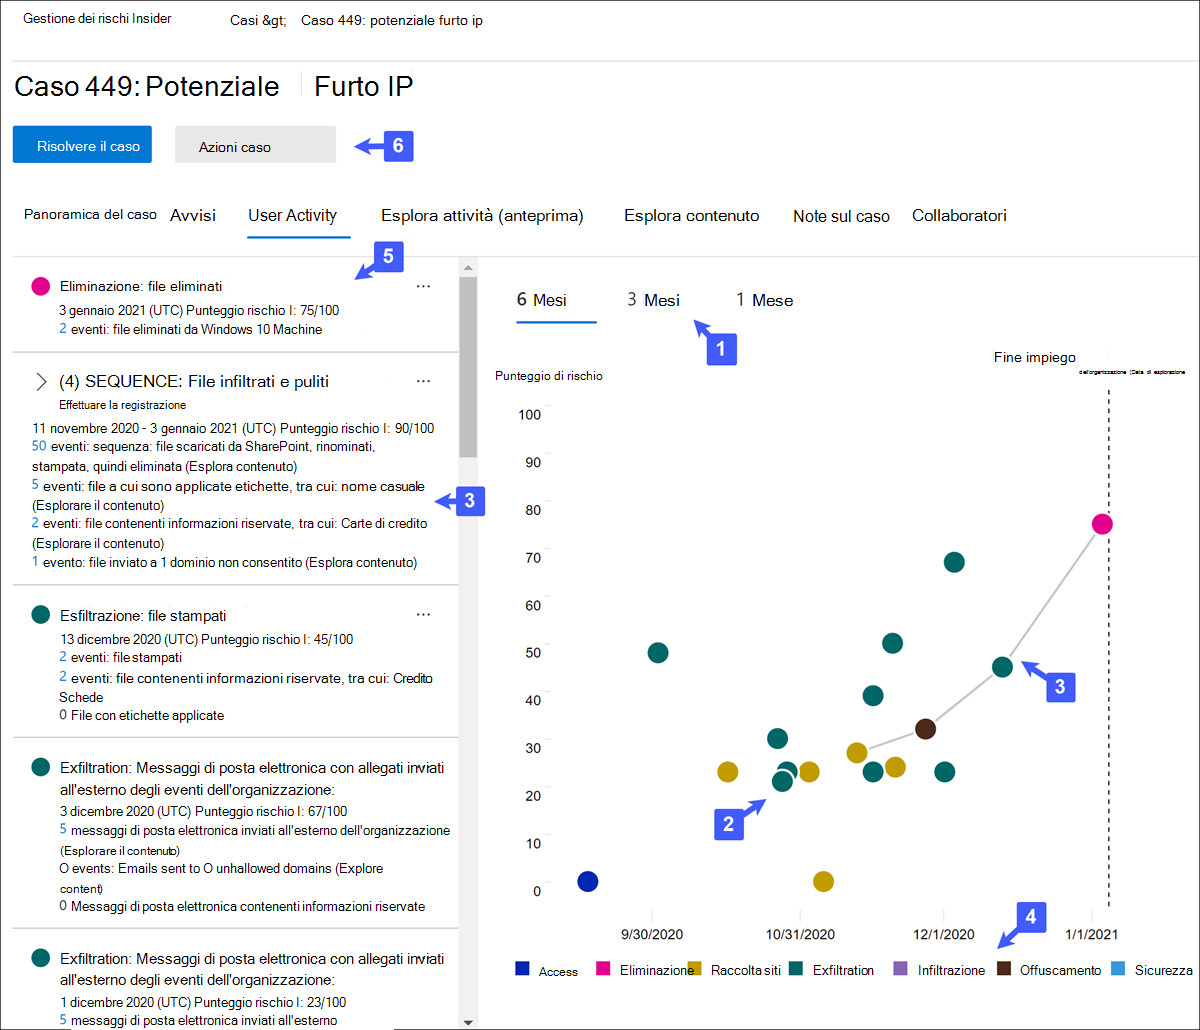 Gestione dei rischi Insider
Casi &gt; Caso 449: potenziale furto ip
Caso 449: Potenziale Furto IP
Risolvere il caso
Azioni caso
6
Panoramica del caso
Avvisi
User Activity
Esplora attività (anteprima)
Esplora contenuto
Note sul caso
Collaboratori
5
Eliminazione: file eliminati
...
3 gennaio 2021 (UTC) Punteggio rischio I: 75/100
2 eventi: file eliminati da Windows 10 Machine
(4) SEQUENCE: File infiltrati e puliti
...
Effettuare la registrazione
11 novembre 2020 - 3 gennaio 2021 (UTC) Punteggio rischio I: 90/100
50 eventi: sequenza: file scaricati da SharePoint, rinominati,
stampata, quindi eliminata (Esplora contenuto)
5 eventi: file a cui sono applicate etichette, tra cui: nome casuale
(Esplorare il contenuto)
3
2 eventi: file contenenti informazioni riservate, tra cui: Carte di credito
(Esplorare il contenuto)
1 evento: file inviato a 1 dominio non consentito (Esplora contenuto)
Esfiltrazione: file stampati
...
13 dicembre 2020 (UTC) Punteggio rischio I: 45/100
2 eventi: file stampati
2 eventi: file contenenti informazioni riservate, tra cui: Credito
Schede
0 File con etichette applicate
Exfiltration: Messaggi di posta elettronica con allegati inviati
all'esterno degli eventi dell'organizzazione:
3 dicembre 2020 (UTC) Punteggio rischio I: 67/100
5 messaggi di posta elettronica inviati all'esterno dell'organizzazione
(Esplorare il contenuto)
O events: Emails sent to O unhallowed domains (Explore
content)
0 Messaggi di posta elettronica contenenti informazioni riservate
Exfiltration: Messaggi di posta elettronica con allegati inviati
all'esterno degli eventi dell'organizzazione:
1 dicembre 2020 (UTC) Punteggio rischio I: 23/100
5 messaggi di posta elettronica inviati all'esterno
6 Mesi
3 Mesi
1 Mese
1
Fine impiego
dell'organizzazione (Data di esplorazione
Punteggio di rischio
100
90
80
70
60
50
40
30
20
10
0
3
2
4
9/30/2020
10/31/2020
12/1/2020
1/1/2021
Access
Eliminazione
Raccolta siti
Exfiltration
Infiltrazione
Offuscamento
Sicurezza